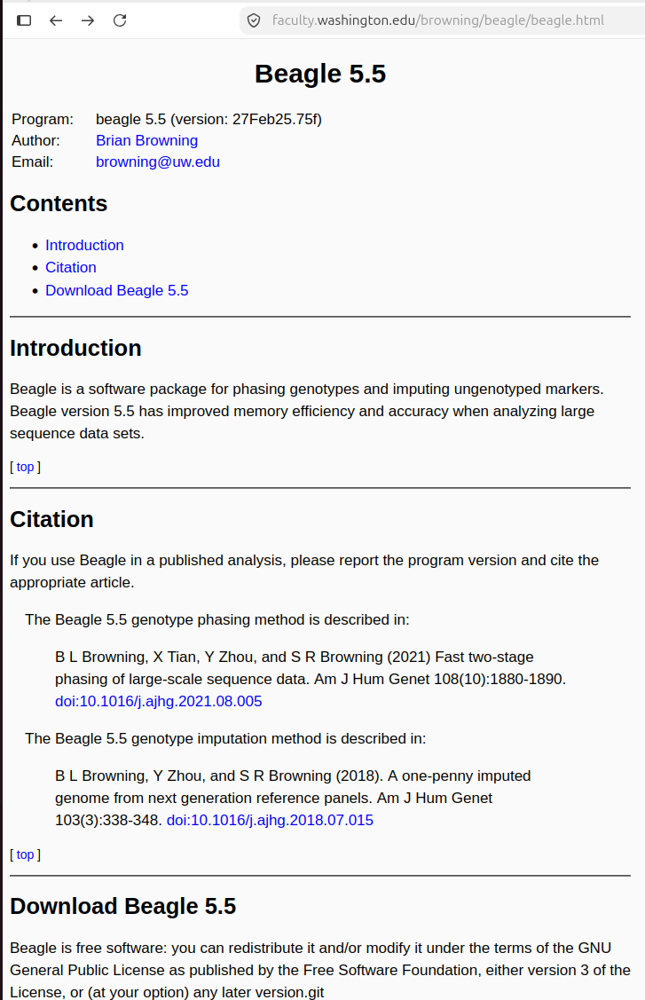 faculty.washington.edu/browning/beagle/beagle.html
Beagle 5.5
Program: beagle 5.5 (version: 27Feb25.75f)
Author: Brian Browning
Email: browning@uw.edu
Contents
• Introduction
• Citation
• Download Beagle 5.5
Introduction
Beagle is a software package for phasing genotypes and imputing ungenotyped markers.
Beagle version 5.5 has improved memory efficiency and accuracy when analyzing large
sequence data sets.
[ top ]
Citation
If you use Beagle in a published analysis, please report the program version and cite the
appropriate article.
The Beagle 5.5 genotype phasing method is described in:
B L Browning, X Tian, Y Zhou, and S R Browning (2021) Fast two-stage
phasing of large-scale sequence data. Am J Hum Genet 108(10):1880-1890.
doi:10.1016/j.ajhg.2021.08.005
The Beagle 5.5 genotype imputation method is described in:
B L Browning, Y Zhou, and S R Browning (2018). A one-penny imputed
genome from next generation reference panels. Am J Hum Genet
103(3):338-348. doi:10.1016/j.ajhg.2018.07.015
[ top ]
Download Beagle 5.5
Beagle is free software: you can redistribute it and/or modify it under the terms of the GNU
General Public License as published by the Free Software Foundation, either version 3 of the
License, or (at your option) any later version.git